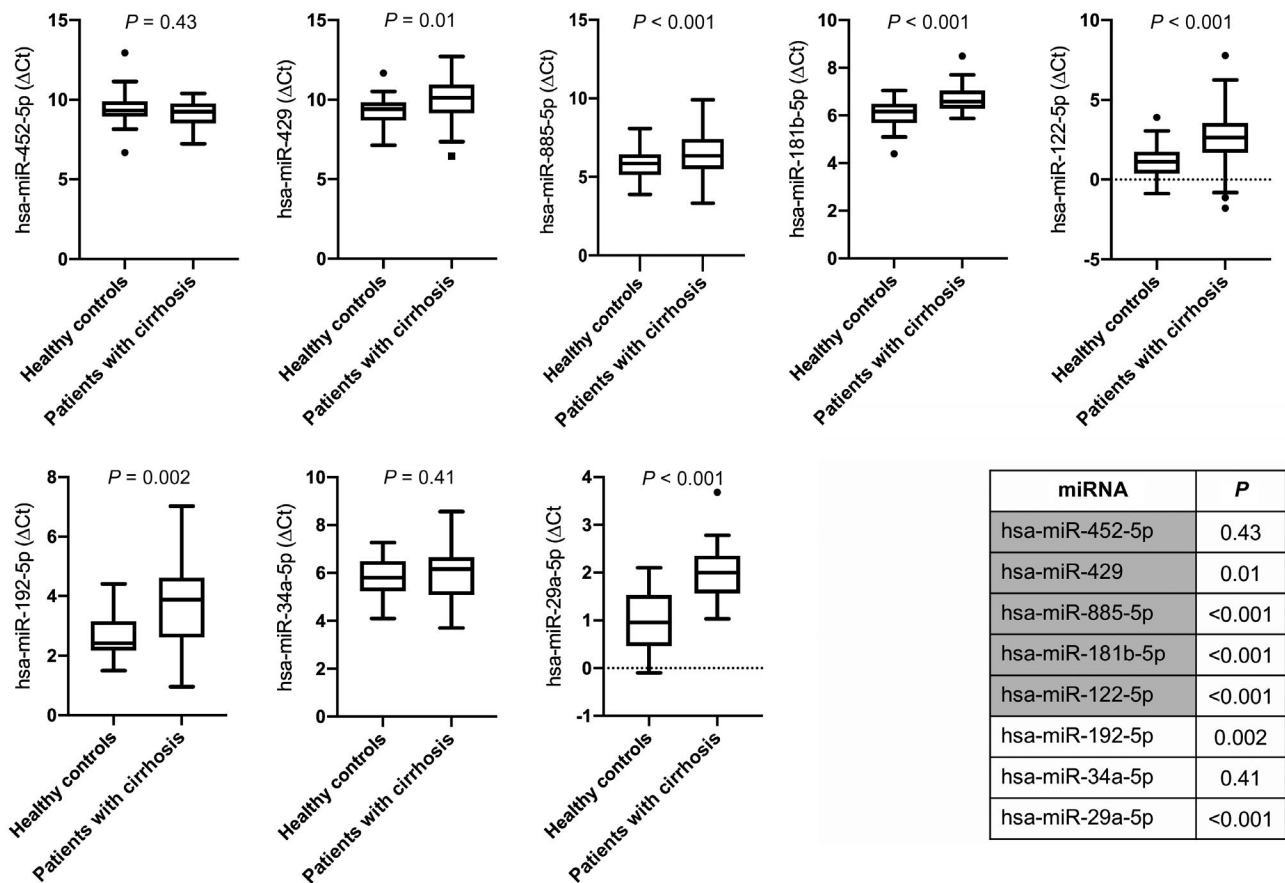 P = 0.43
hsa-miR-452-5p (ΔCt)
15
10
5
0
Healthy controls
Patients with cirrhosis
P = 0.01
hsa-miR-429 (ΔCt)
15
10
5
0
Healthy controls
Patients with cirrhosis
P < 0.001
hsa-miR-885-5p (ΔCt)
15
10
5
0
Healthy controls
Patients with cirrhosis
P < 0.001
hsa-miR-181b-5p (ΔCt)
10
8
6
4
2
0
Healthy controls
Patients with cirrhosis
P < 0.001
hsa-miR-122-5p (ΔCt)
10
5
0
-5
Healthy controls
Patients with cirrhosis
P = 0.002
hsa-miR-192-5p (ΔCt)
8
6
4
2
0
Healthy controls
Patients with cirrhosis
P = 0.41
hsa-miR-34a-5p (ΔCt)
10
8
6
4
2
0
Healthy controls
Patients with cirrhosis
P < 0.001
hsa-miR-29a-5p (ΔCt)
4
3
2
1
0
-1
Healthy controls
Patients with cirrhosis
miRNA P
hsa-miR-452-5p 0.43
hsa-miR-429 0.01
hsa-miR-885-5p <0.001
hsa-miR-181b-5p <0.001
hsa-miR-122-5p <0.001
hsa-miR-192-5p 0.002
hsa-miR-34a-5p 0.41
hsa-miR-29a-5p <0.001